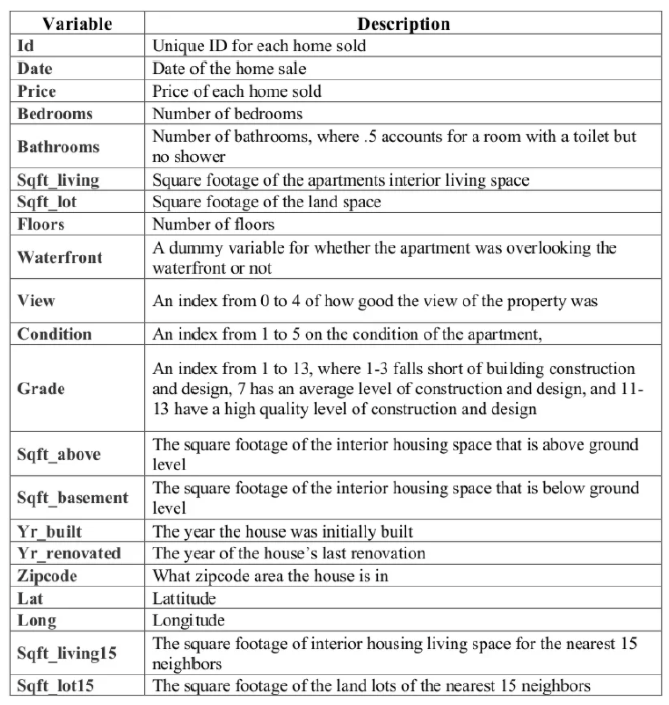 Variable Description
Id Unique ID for each home sold
Date Date of the home sale
Price Price of each home sold
Bedrooms Number of bedrooms
Bathrooms Number of bathrooms, where .5 accounts for a room with a toilet but
no shower
Sqft_living Square footage of the apartments interior living space
Sqft_lot Square footage of the land space
Floors Number of floors
Waterfront A dummy variable for whether the apartment was overlooking the
waterfront or not
View An index from 0 to 4 of how good the view of the property was
Condition An index from 1 to 5 on the condition of the apartment,
Grade An index from 1 to 13, where 1-3 falls short of building construction
and design, 7 has an average level of construction and design, and 11-
13 have a high quality level of construction and design
Sqft_above The square footage of the interior housing space that is above ground
level
Sqft_basement The square footage of the interior housing space that is below ground
level
Yr_built The year the house was initially built
Yr_renovated The year of the house's last renovation
Zipcode What zipcode area the house is in
Lat Lattitude
Long Longitude
Sqft_living15 The square footage of interior housing living space for the nearest 15
neighbors
Sqft_lot15 The square footage of the land lots of the nearest 15 neighbors